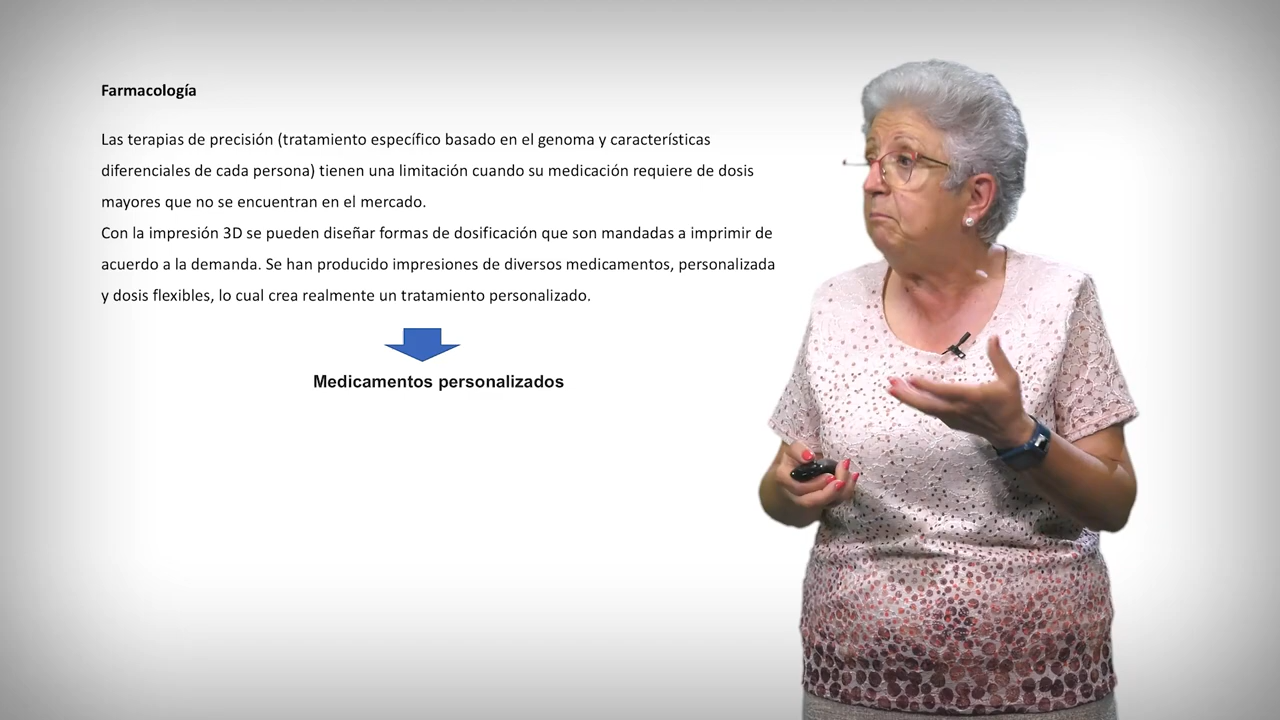 Farmacología
Las terapias de precisión (tratamiento específico basado en el genoma y características
diferenciales de cada persona) tienen una limitación cuando su medicación requiere de dosis
mayores que no se encuentran en el mercado.
Con la impresión 3D se pueden diseñar formas de dosificación que son mandadas a imprimir de
acuerdo a la demanda. Se han producido impresiones de diversos medicamentos, personalizada
y dosis flexibles, lo cual crea realmente un tratamiento personalizado.
Medicamentos personalizados